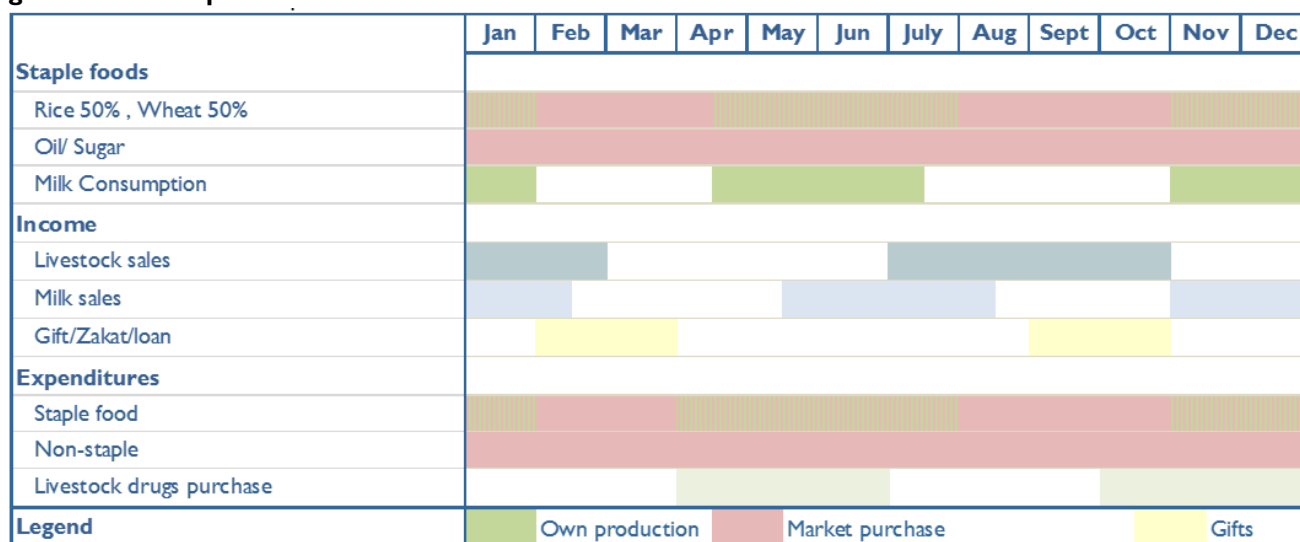 Jan Feb Mar Apr May Jun July Aug Sept Oct Nov Dec
Staple foods
Rice 50% , Wheat 50%
Oil/ Sugar
Milk Consumption
Income
Livestock sales
Milk sales
Gift/Zakat/loan
Expenditures
Staple food
Non-staple
Livestock drugs purchase
Legend Own production Market purchase Gifts